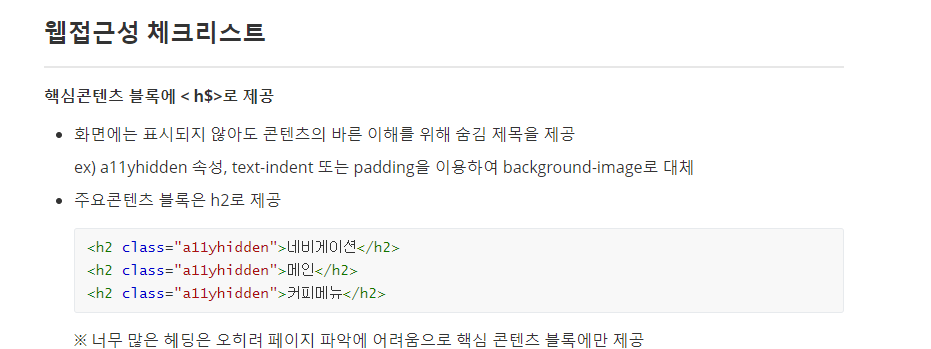 웹접근성 체크리스트
핵심콘텐츠 블록에 < h$>로 제공
화면에는 표시되지 않아도 콘텐츠의 바른 이해를 위해 숨김 제목을 제공
ex) a11yhidden 속성, text-indent 또는 padding을 이용하여 background-image로 대체
주요콘텐츠 블록은 h2로 제공
<h2 class="a11yhidden">네비게이션</h2>
<h2 class="a11yhidden">메인</h2>
<h2 class="a11yhidden">커피메뉴</h2>
※ 너무 많은 헤딩은 오히려 페이지 파악에 어려움으로 핵심 콘텐츠 블록에만 제공